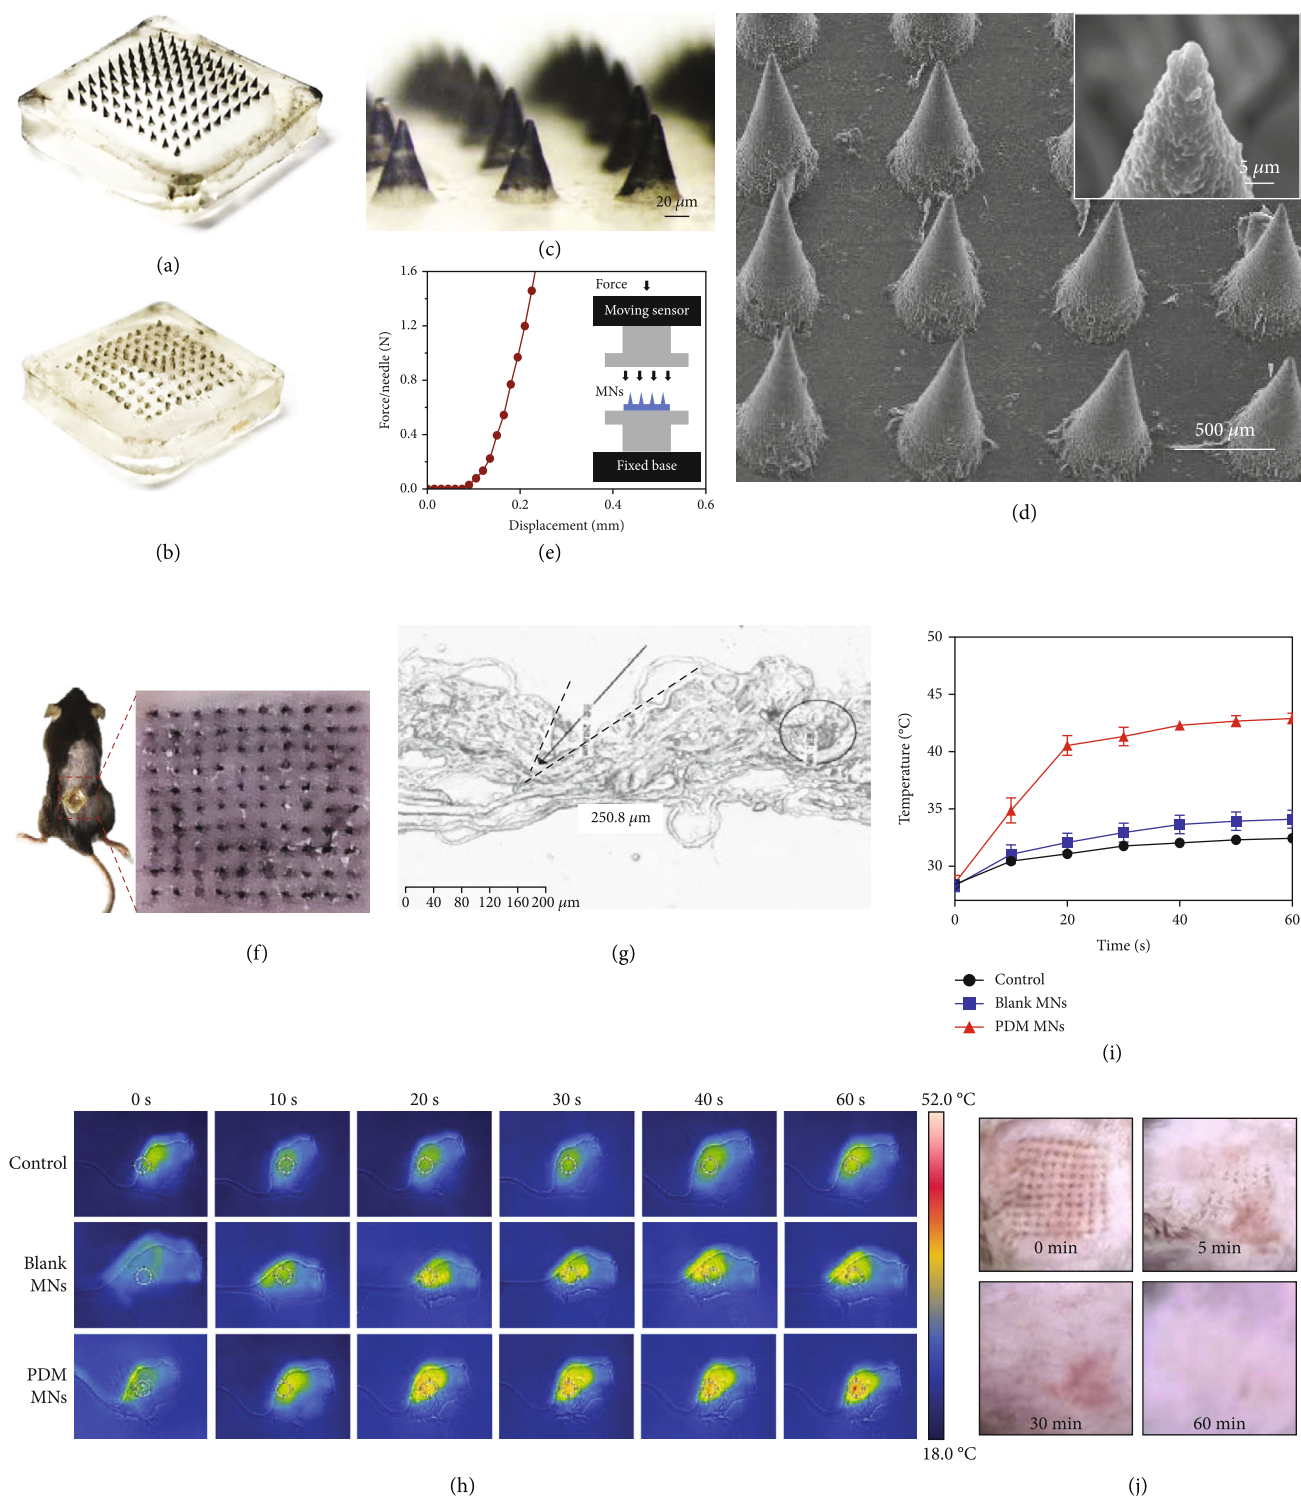 (a)
(b)
20 μm
(c)
5 μm
500 μm
(d)
1.6
1.2
0.8
0.4
0.0
Force/needle (N)
0.0
0.2
0.4
0.6
Displacement (mm)
Force
Moving sensor
MNs
Fixed base
(e)
(f)
250.8 μm
0 40 80 120 160 200 μm
(g)
50
45
40
35
30
Temperature (°C)
0
20
40
60
Time (s)
Control
Blank MNs
PDM MNs
(i)
0 s
10 s
20 s
30 s
40 s
60 s
Control
Blank
MNs
PDM
MNs
52.0 °C
18.0 °C
(h)
0 min
5 min
30 min
60 min
(j)